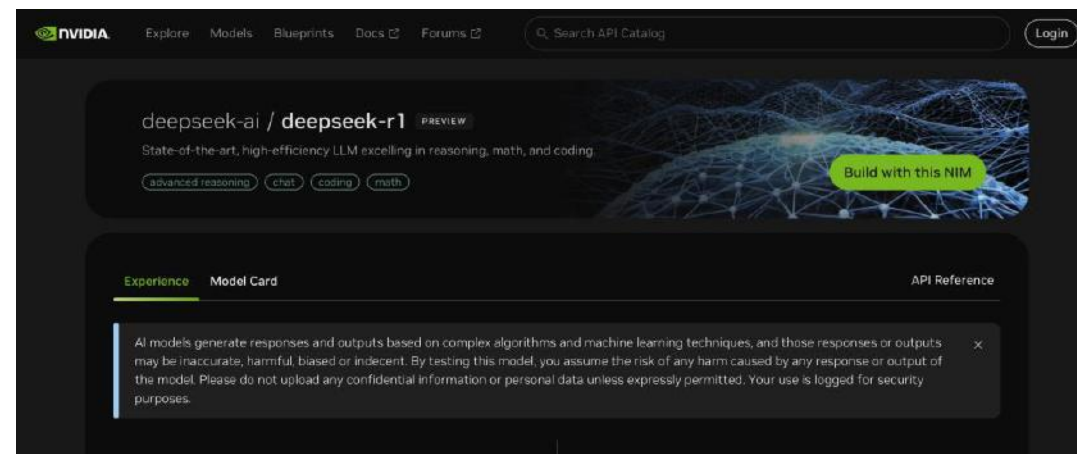 NVIDIA. Explore Models Blueprints Docs Forums Search API Catalog Login
deepseek-ai / deepseek-r1 PREVIEW
State-of-the-art, high-efficiency LLM excelling in reasoning, math, and coding.
advanced reasoning chat coding math
Build with this NIM
Experience Model Card API Reference
AI models generate responses and outputs based on complex algorithms and machine learning techniques, and those responses or outputs
may be inaccurate, harmful, biased or indecent. By testing this model, you assume the risk of any harm caused by any response or output of
the model. Please do not upload any confidential information or personal data unless expressly permitted. Your use is logged for security
purposes.